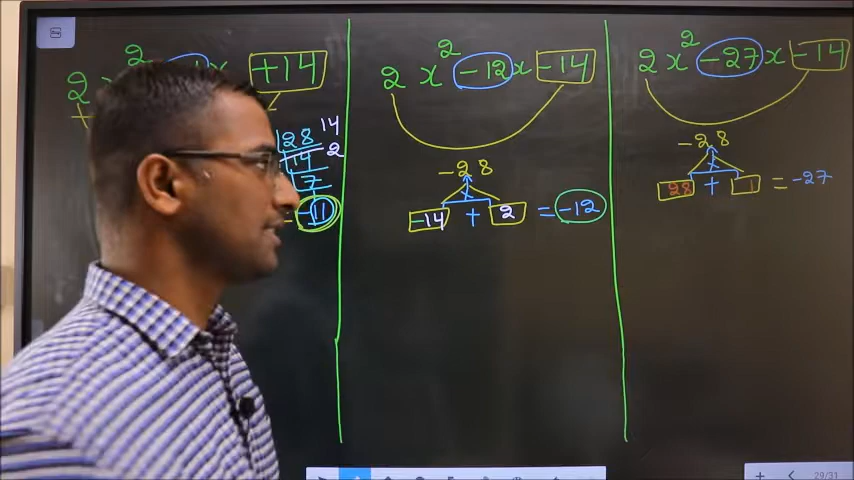 2x² x +14
128 14
14 2
7
-11
2x² -12x -14
-28
-14 + 2 = -12
2x² -27x -14
-28
28 + 1 = -27
29/31